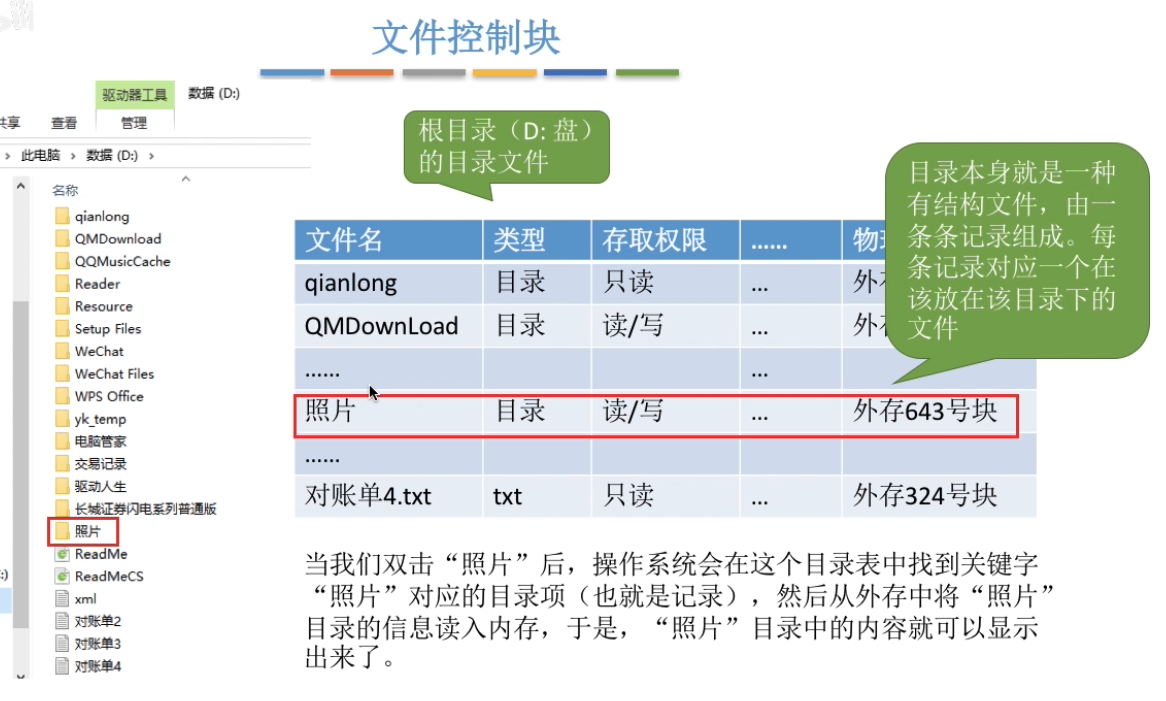 文件控制块
驱动器工具 数据 (D:)
查看 管理
› 此电脑 › 数据 (D:) ›
名称
qianlong
QMDownload
QQMusicCache
Reader
Resource
Setup Files
WeChat
WeChat Files
WPS Office
yk_temp
电脑管家
交易记录
驱动人生
长城证券闪电系列普通版
照片
ReadMe
ReadMeCS
xml
对账单2
对账单3
对账单4
根目录（D: 盘）
的目录文件
目录本身就是一种
有结构文件，由一
条条记录组成。每
条记录对应一个在
该放在该目录下的
文件
文件名 类型 存取权限 ......
qianlong 目录 只读 ...
QMDownLoad 目录 读/写 ...
...... ...
照片 目录 读/写 ... 外存643号块
......
对账单4.txt txt 只读 ... 外存324号块
当我们双击“照片”后，操作系统会在这个目录表中找到关键字
“照片”对应的目录项（也就是记录），然后从外存中将“照片”
目录的信息读入内存，于是，“照片”目录中的内容就可以显示
出来了。